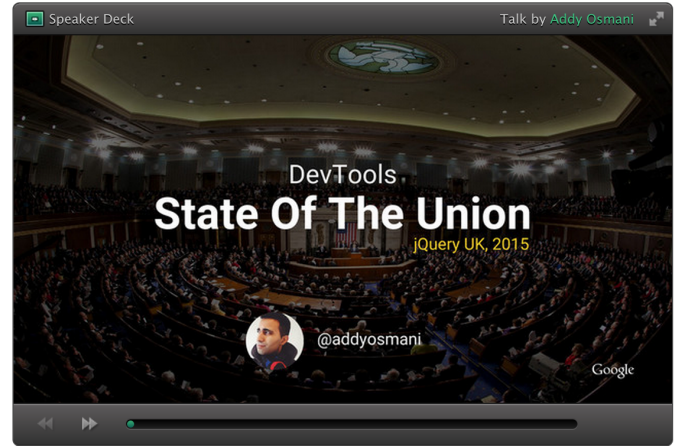 Speaker Deck
Talk by Addy Osmani
DevTools
State Of The Union
jQuery UK, 2015
@addyosmani
Google